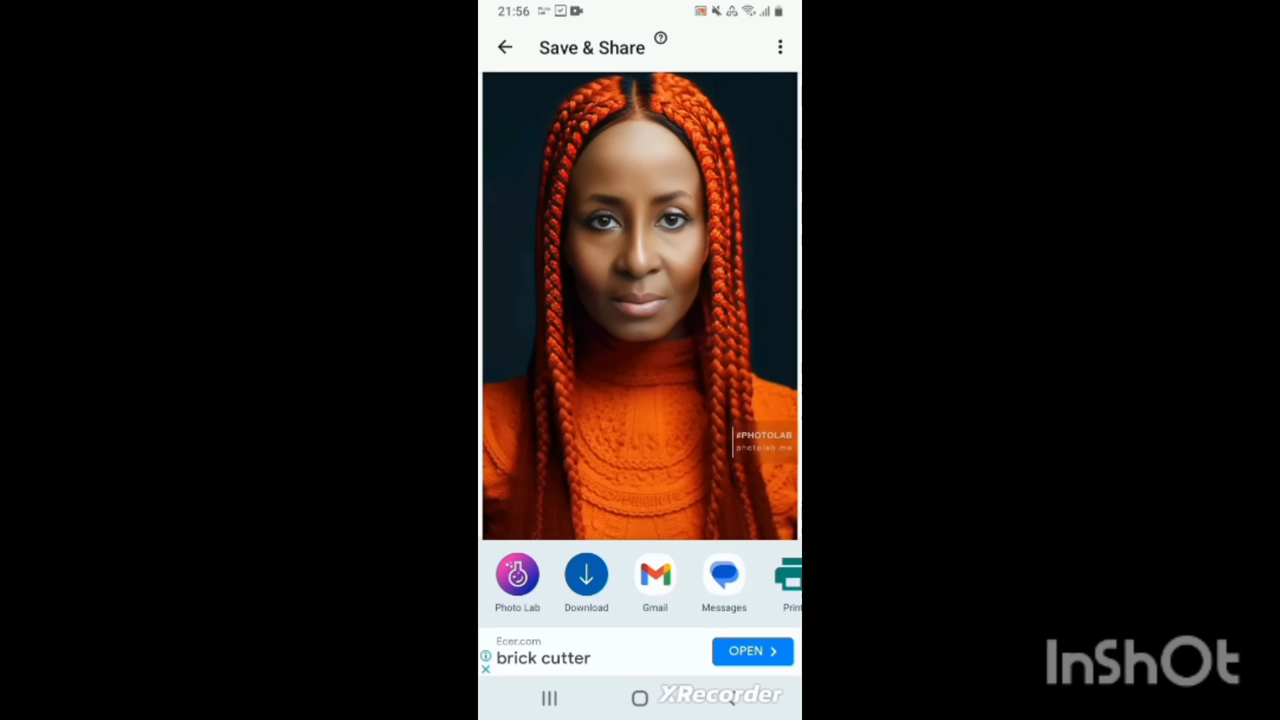 21:56
Save & Share
#PHOTOLAB
photolab.me
Photo Lab
Download
Gmail
Messages
Print
Ecer.com
brick cutter
OPEN
XRecorder
InShOt